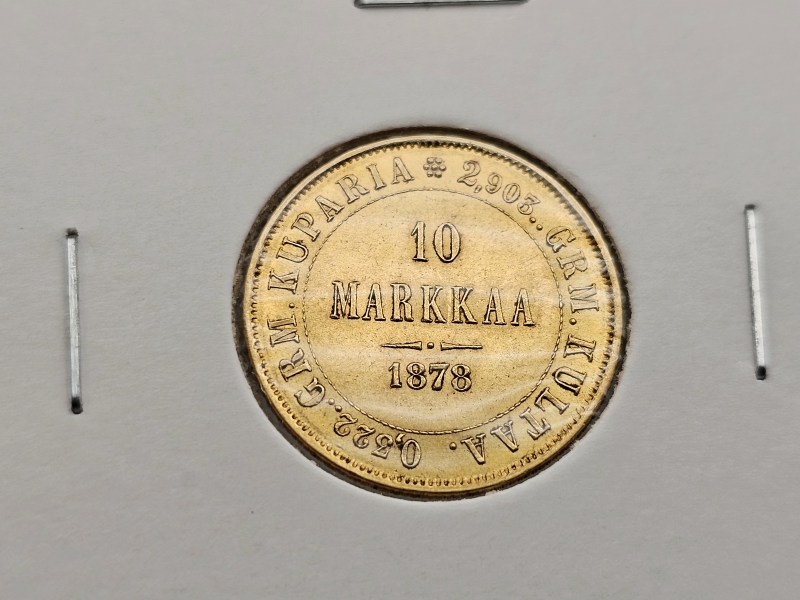 10
MARKKAA
1878
2,903..GRM.KULTAA.
0,322..GRM.KUPARIA